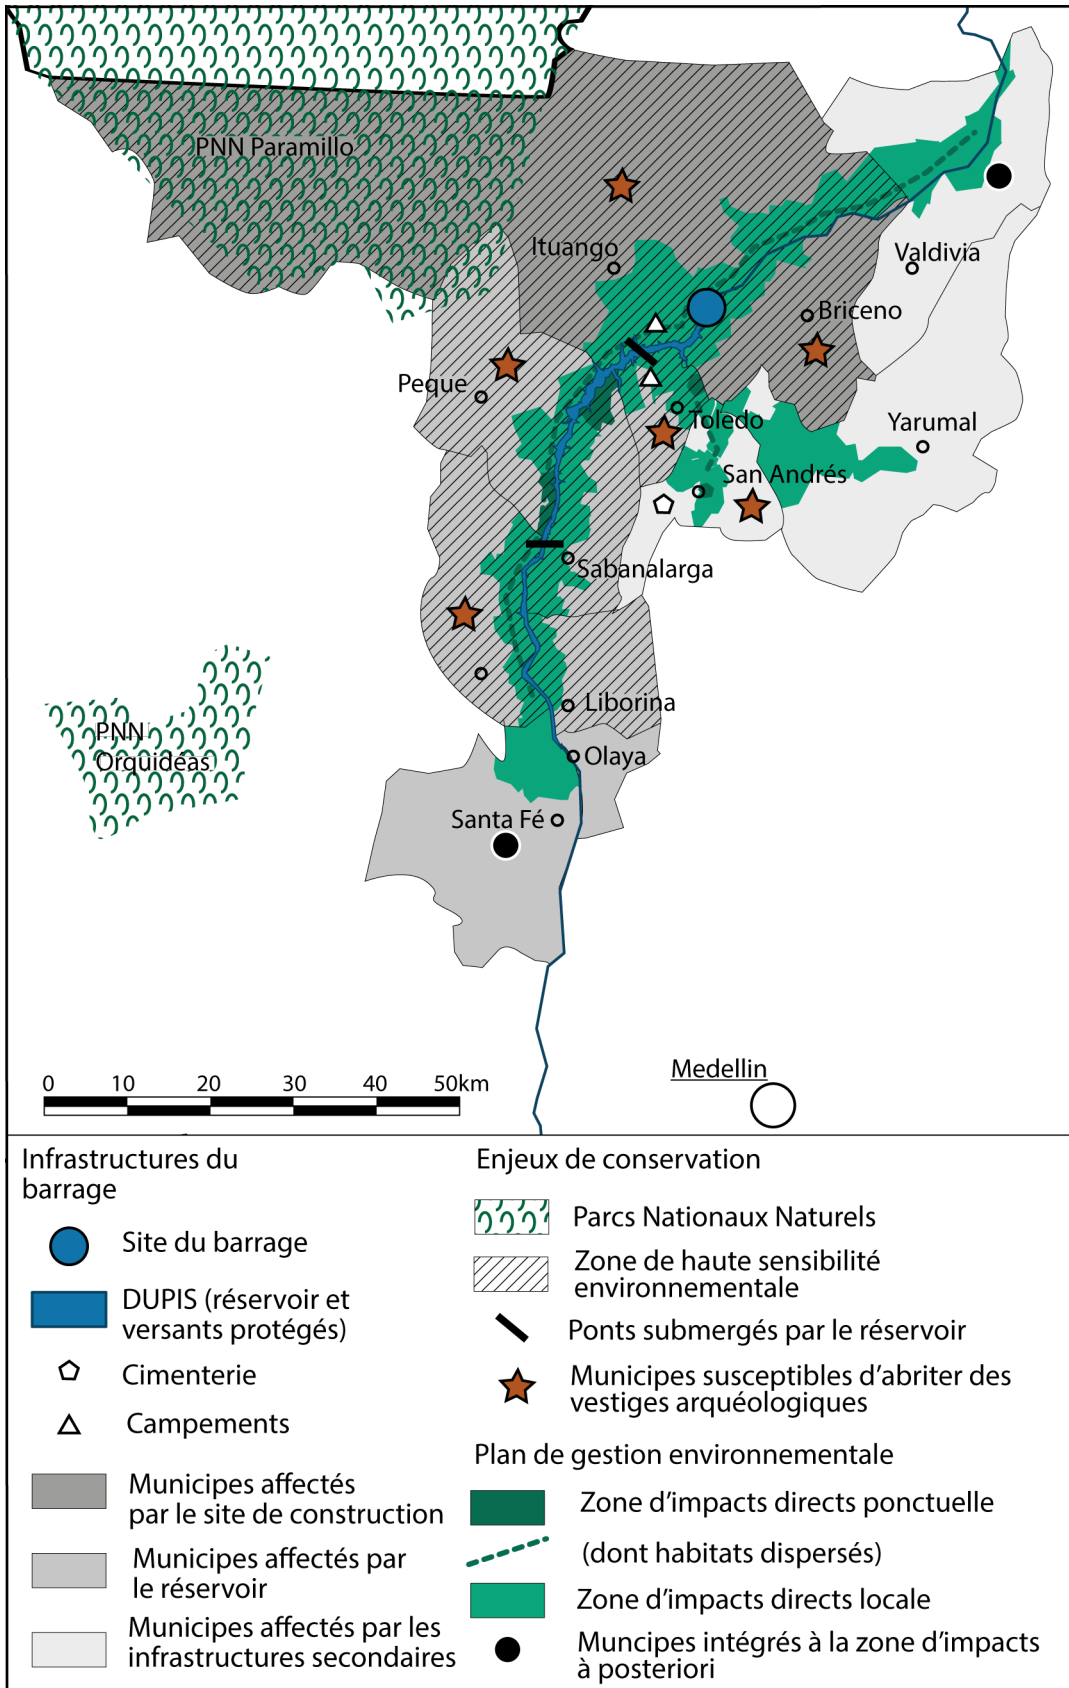 PNN Paramillo
Ituango
Valdivia
Briceno
Peque
Toledo
Yarumal
San Andrés
Sabanalarga
Liborina
PNN
Orquidéas
Olaya
Santa Fé
Medellin
0 10 20 30 40 50km
Infrastructures du
barrage
Site du barrage
DUPIS (réservoir et
versants protégés)
Cimenterie
Campements
Municipes affectés
par le site de construction
Municipes affectés par
le réservoir
Municipes affectés par les
infrastructures secondaires
Enjeux de conservation
Parcs Nationaux Naturels
Zone de haute sensibilité
environnementale
Ponts submergés par le réservoir
Municipes susceptibles d'abriter des
vestiges arquéologiques
Plan de gestion environnementale
Zone d'impacts directs ponctuelle
(dont habitats dispersés)
Zone d'impacts directs locale
Muncipes intégrés à la zone d'impacts
à posteriori